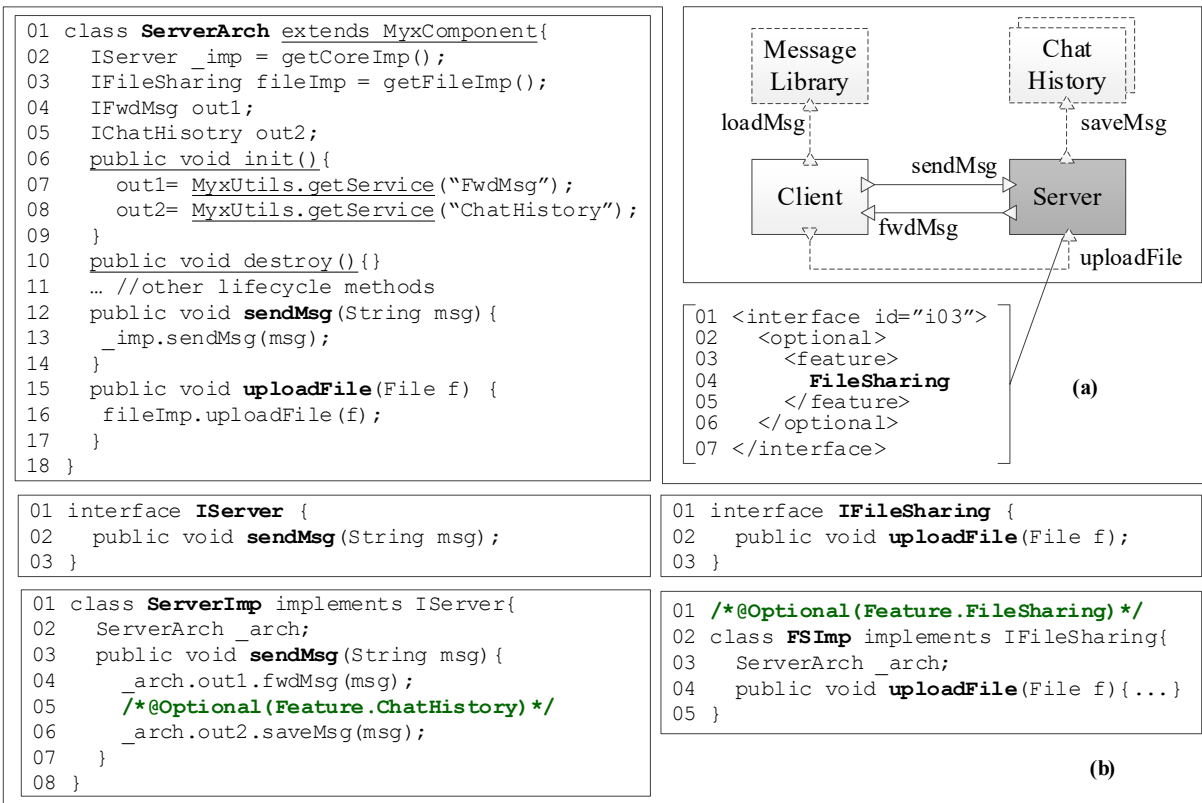 01 class ServerArch extends MyxComponent{
02   IServer _imp = getCoreImp();
03   IFileSharing fileImp = getFileImp();
04   IFwdMsg out1;
05   IChatHisotry out2;
06   public void init(){
07     out1= MyxUtils.getService(“FwdMsg”);
08     out2= MyxUtils.getService(“ChatHistory”);
09   }
10   public void destroy(){}
11   … //other lifecycle methods
12   public void sendMsg(String msg){
13    _imp.sendMsg(msg);
14   }
15   public void uploadFile(File f) {
16    fileImp.uploadFile(f);
17   }
18 }
Message
Library
Chat
History
loadMsg
saveMsg
sendMsg
Client
Server
fwdMsg
uploadFile
01 <interface id=”i03”>
02   <optional>
03     <feature>
04       FileSharing
05     </feature>
06   </optional>
07 </interface>
(a)
01 interface IServer {
02   public void sendMsg(String msg);
03 }
01 interface IFileSharing {
02   public void uploadFile(File f);
03 }
01 class ServerImp implements IServer{
02   ServerArch _arch;
03   public void sendMsg(String msg){
04     _arch.out1.fwdMsg(msg);
05     /*@Optional(Feature.ChatHistory)*/
06     _arch.out2.saveMsg(msg);
07   }
08 }
01 /*@Optional(Feature.FileSharing)*/
02 class FSImp implements IFileSharing{
03   ServerArch _arch;
04   public void uploadFile(File f){...}
05 }
(b)